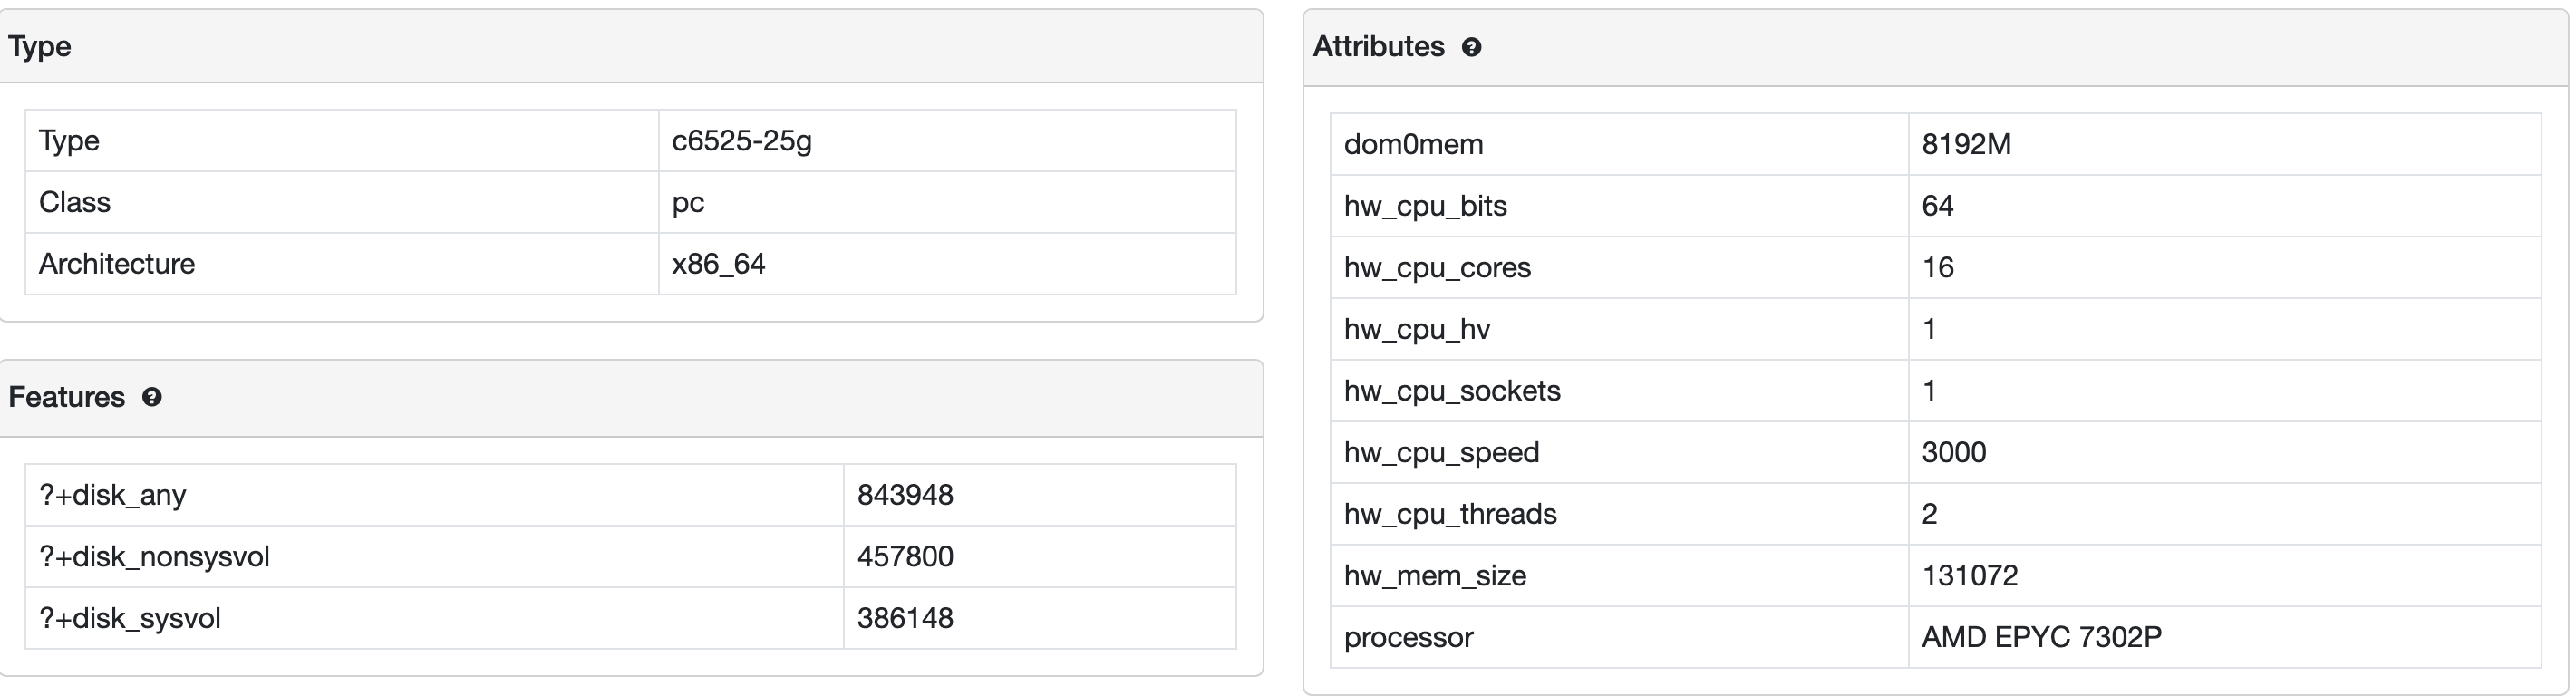 Type
Type c6525-25g
Class pc
Architecture x86_64
Features
?+disk_any 843948
?+disk_nonsysvol 457800
?+disk_sysvol 386148
Attributes
dom0mem 8192M
hw_cpu_bits 64
hw_cpu_cores 16
hw_cpu_hv 1
hw_cpu_sockets 1
hw_cpu_speed 3000
hw_cpu_threads 2
hw_mem_size 131072
processor AMD EPYC 7302P